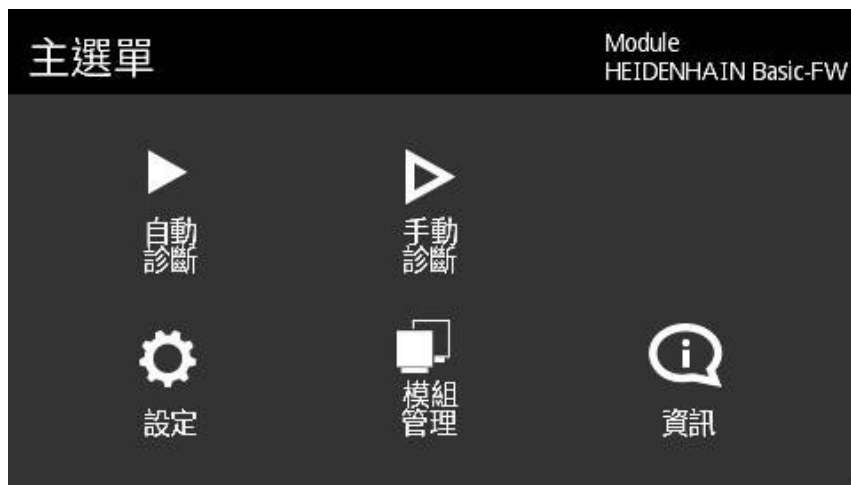 主選單
Module
HEIDENHAIN Basic-FW
自動
診斷
手動
診斷
設定
模組
管理
資訊